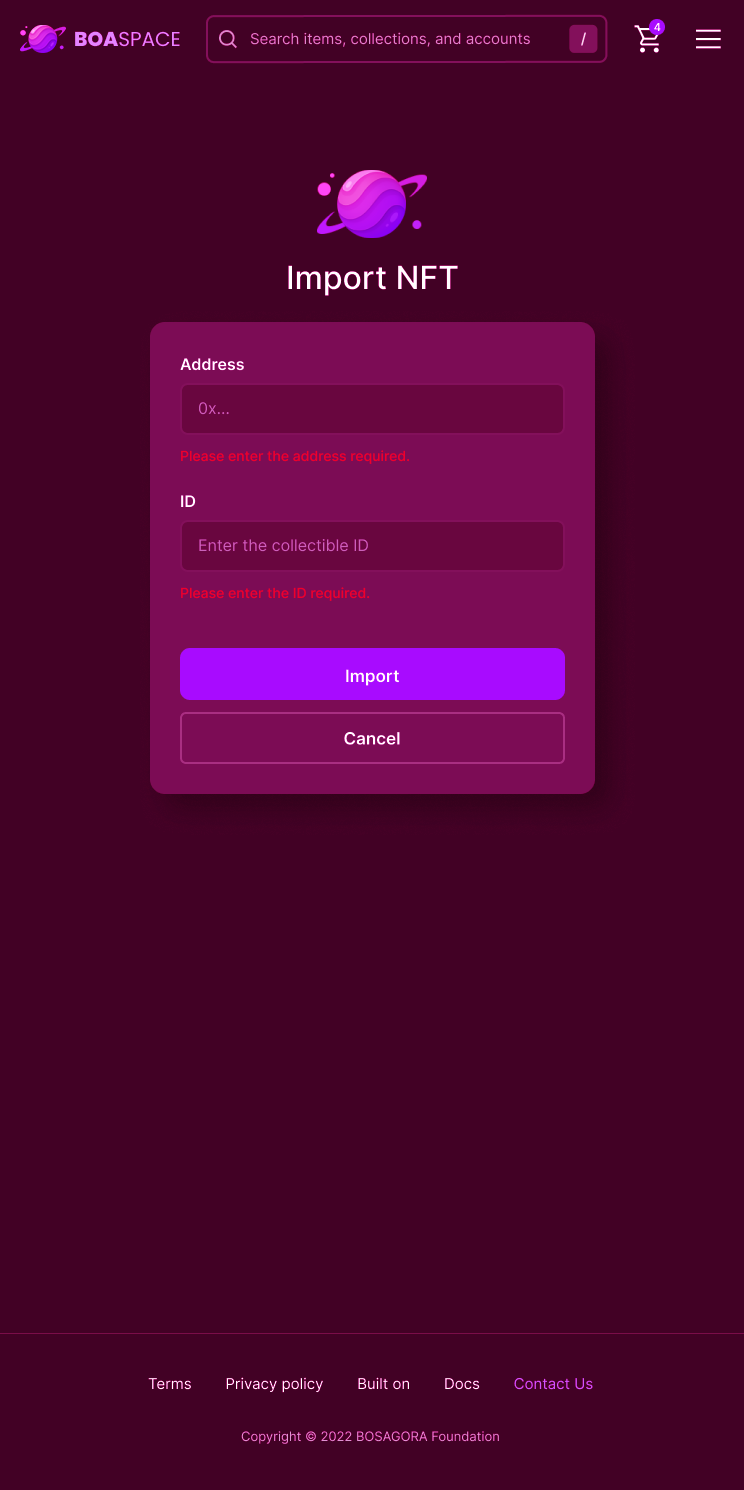 BOASPACE
Search items, collections, and accounts
/
4
Import NFT
Address
0x...
Please enter the address required.
ID
Enter the collectible ID
Please enter the ID required.
Import
Cancel
Terms Privacy policy Built on Docs Contact Us
Copyright © 2022 BOSAGORA Foundation